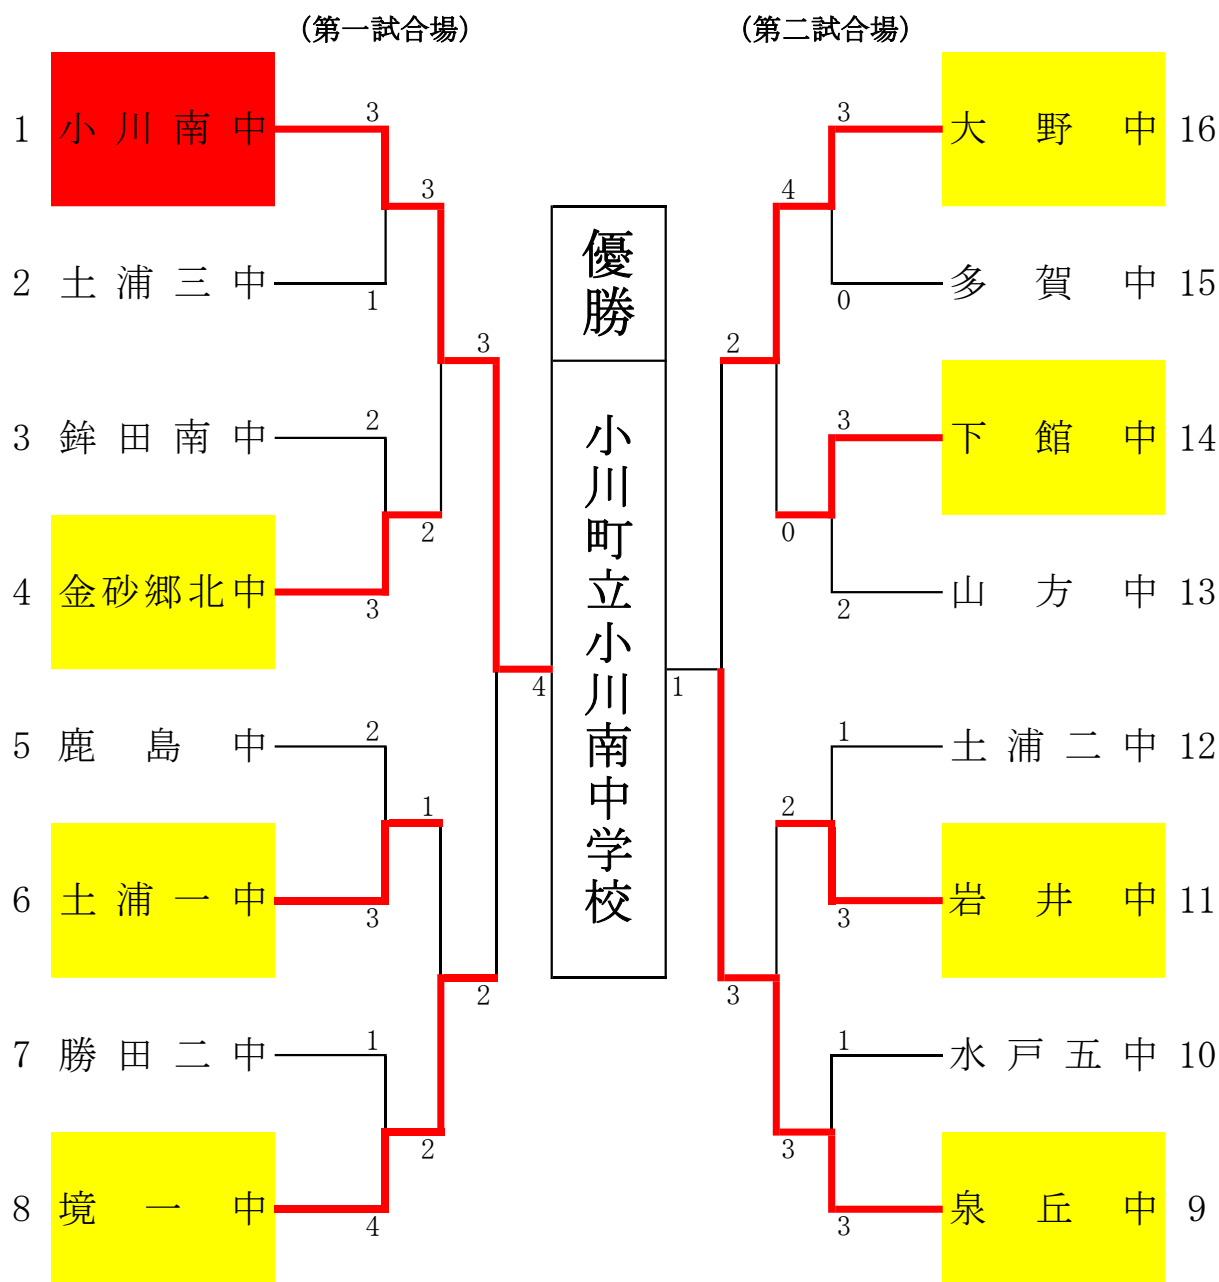 (第一試合場)
(第二試合場)
1 小川南中 3
3
2 土浦三中 1
3
3 鉾田南中 2
2
4 金砂郷北中 3
4
5 鹿島中 2
1
6 土浦一中 3
2
7 勝田二中 1
2
8 境一中 4
優勝
小川町立小川南中学校
3 大野中 16
4
0 多賀中 15
2
3 下館中 14
0
2 山方中 13
1
1 土浦二中 12
2
3 岩井中 11
3
1 水戸五中 10
3
3 泉丘中 9